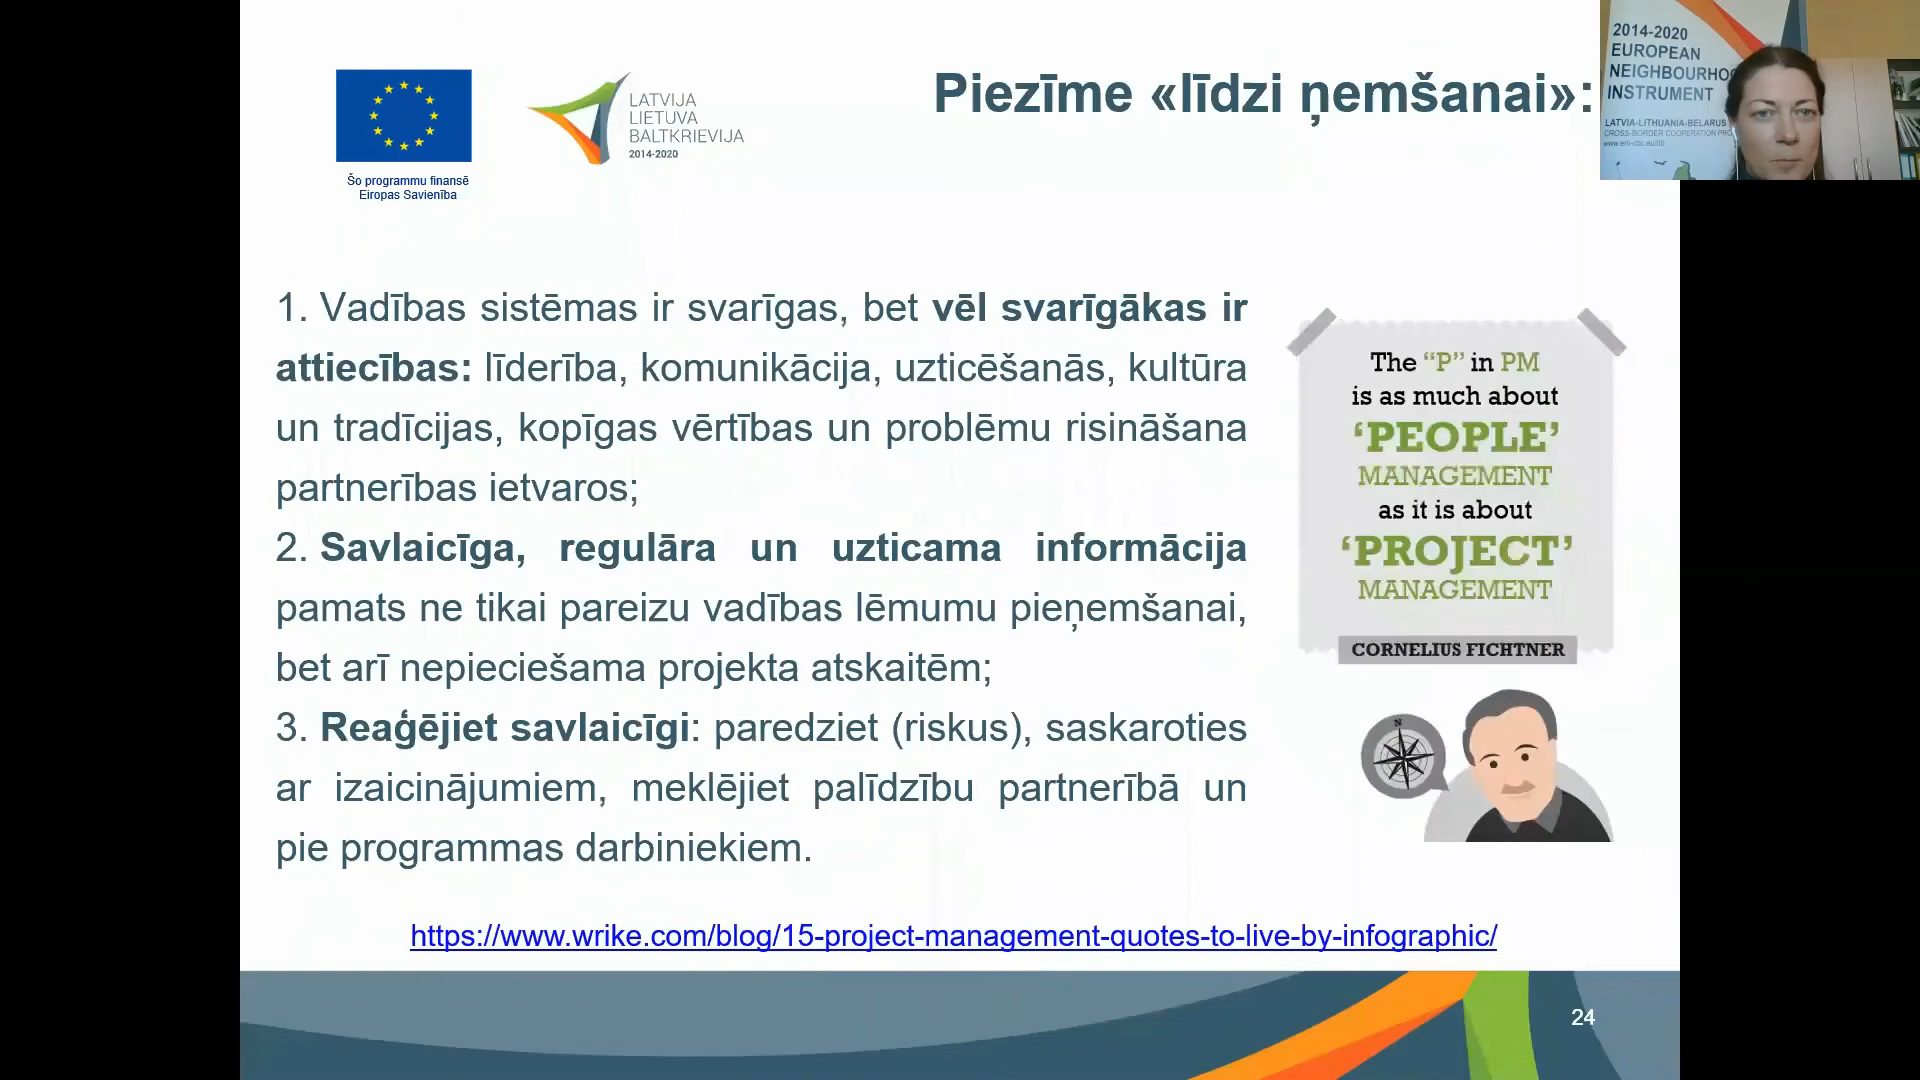 Piezīme «līdzi ņemšanai»:
Šo programmu finansē
Eiropas Savienība
LATVIJA
LIETUVA
BALTKRIEVIJA
2014-2020
2014-2020
EUROPEAN
NEIGHBOURHO
INSTRUMENT
LATVIA-LITHUANIA-BELARUS
CROSS-BORDER COOPERATION PRO
1. Vadības sistēmas ir svarīgas, bet vēl svarīgākas ir
attiecības: līderība, komunikācija, uzticēšanās, kultūra
un tradīcijas, kopīgas vērtības un problēmu risināšana
partnerības ietvaros;
2. Savlaicīga, regulāra un uzticama informācija
pamats ne tikai pareizu vadības lēmumu pieņemšanai,
bet arī nepieciešama projekta atskaitēm;
3. Reaģējiet savlaicīgi: paredziet (riskus), saskaroties
ar izaicinājumiem, meklējiet palīdzību partnerībā un
pie programmas darbiniekiem.
The “P” in PM
is as much about
‘PEOPLE’
MANAGEMENT
as it is about
‘PROJECT’
MANAGEMENT
CORNELIUS FICHTNER
N
https://www.wrike.com/blog/15-project-management-quotes-to-live-by-infographic/
24